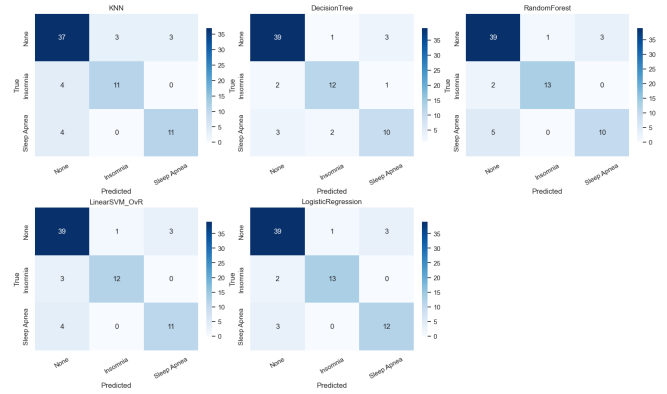 KNN
None 37 3 3
Insomnia 4 11 0
Sleep Apnea 4 0 11
True
None Insomnia Sleep Apnea
Predicted
35
30
25
20
15
10
5
0
DecisionTree
None 39 1 3
Insomnia 2 12 1
Sleep Apnea 3 2 10
True
None Insomnia Sleep Apnea
Predicted
35
30
25
20
15
10
5
RandomForest
None 39 1 3
Insomnia 2 13 0
Sleep Apnea 5 0 10
True
None Insomnia Sleep Apnea
Predicted
35
30
25
20
15
10
5
0
LinearSVM_OvR
None 39 1 3
Insomnia 3 12 0
Sleep Apnea 4 0 11
True
None Insomnia Sleep Apnea
Predicted
35
30
25
20
15
10
5
0
LogisticRegression
None 39 1 3
Insomnia 2 13 0
Sleep Apnea 3 0 12
True
None Insomnia Sleep Apnea
Predicted
35
30
25
20
15
10
5
0